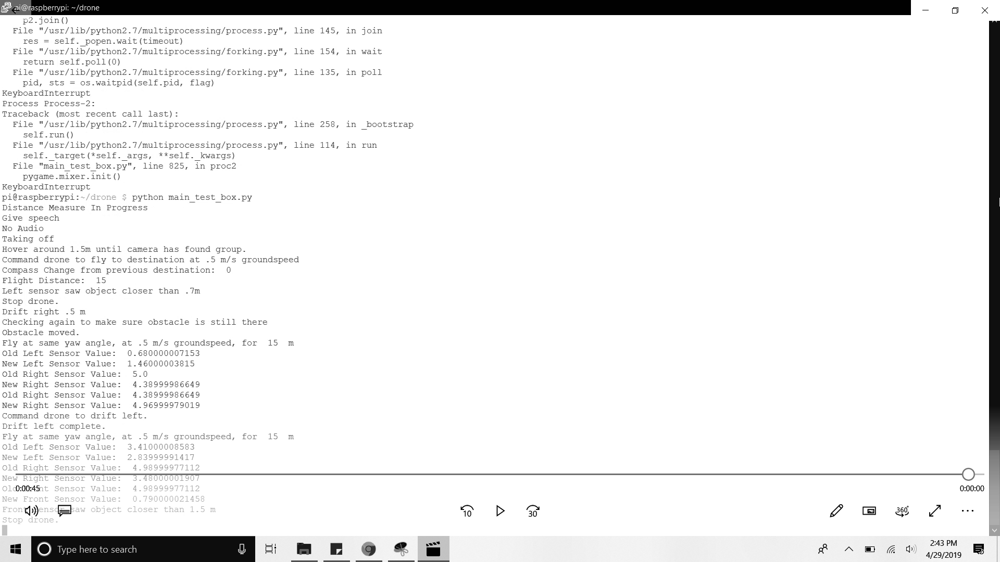 pi@raspberrypi: ~/drone
p2.join()
File "/usr/lib/python2.7/multiprocessing/process.py", line 145, in join
res = self._popen.wait(timeout)
File "/usr/lib/python2.7/multiprocessing/forking.py", line 154, in wait
return self.poll(0)
File "/usr/lib/python2.7/multiprocessing/forking.py", line 135, in poll
pid, sts = os.waitpid(self.pid, flag)
KeyboardInterrupt
Process Process-2:
Traceback (most recent call last):
File "/usr/lib/python2.7/multiprocessing/process.py", line 258, in _bootstrap
self.run()
File "/usr/lib/python2.7/multiprocessing/process.py", line 114, in run
self._target(*self._args, **self._kwargs)
File "main_test_box.py", line 825, in proc2
pygame.mixer.init()
KeyboardInterrupt
pi@raspberrypi:~/drone $ python main_test_box.py
Distance Measure In Progress
Give speech
No Audio
Taking off
Hover around 1.5m until camera has found group.
Command drone to fly to destination at .5 m/s groundspeed
Compass Change from previous destination:  0
Flight Distance:  15
Left sensor saw object closer than .7m
Stop drone.
Drift right .5 m
Checking again to make sure obstacle is still there
Obstacle moved.
Fly at same yaw angle, at .5 m/s groundspeed, for  15  m
Old Left Sensor Value:  0.680000007153
New Left Sensor Value:  1.46000003815
Old Right Sensor Value:  5.0
New Right Sensor Value:  4.38999986649
Old Right Sensor Value:  4.38999986649
New Right Sensor Value:  4.96999979019
Command drone to drift left.
Drift left complete.
Fly at same yaw angle, at .5 m/s groundspeed, for  15  m
Old Left Sensor Value:  3.41000008583
New Left Sensor Value:  2.83999991417
Old Right Sensor Value:  4.98999977112
New Right Sensor Value:  3.48000001907
Old Front Sensor Value:  4.98999977112
0:00:45
0:00:00
New Front Sensor Value:  0.790000021458
Front sensor saw object closer than 1.5 m
10
30
360°
Stop drone.
Type here to search
2:43 PM
4/29/2019